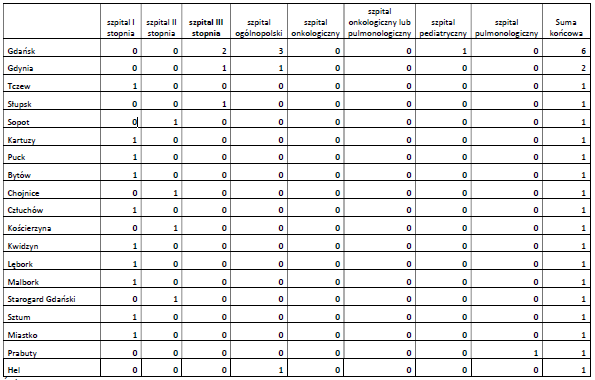 szpital I stopnia | szpital II stopnia | szpital III stopnia | szpital ogólnopolski | szpital onkologiczny | szpital onkologiczny lub pulmonologiczny | szpital pediatryczny | szpital pulmonologiczny | Suma końcowa
Gdańsk 0 0 2 3 0 0 1 0 6
Gdynia 0 0 1 1 0 0 0 0 2
Tczew 1 0 0 0 0 0 0 0 1
Słupsk 0 0 1 0 0 0 0 0 1
Sopot 0 1 0 0 0 0 0 0 1
Kartuzy 1 0 0 0 0 0 0 0 1
Puck 1 0 0 0 0 0 0 0 1
Bytów 1 0 0 0 0 0 0 0 1
Chojnice 0 1 0 0 0 0 0 0 1
Człuchów 1 0 0 0 0 0 0 0 1
Kościerzyna 0 1 0 0 0 0 0 0 1
Kwidzyn 1 0 0 0 0 0 0 0 1
Lębork 1 0 0 0 0 0 0 0 1
Malbork 1 0 0 0 0 0 0 0 1
Starogard Gdański 0 1 0 0 0 0 0 0 1
Sztum 1 0 0 0 0 0 0 0 1
Miastko 1 0 0 0 0 0 0 0 1
Prabuty 0 0 0 0 0 0 0 1 1
Hel 0 0 0 1 0 0 0 0 1